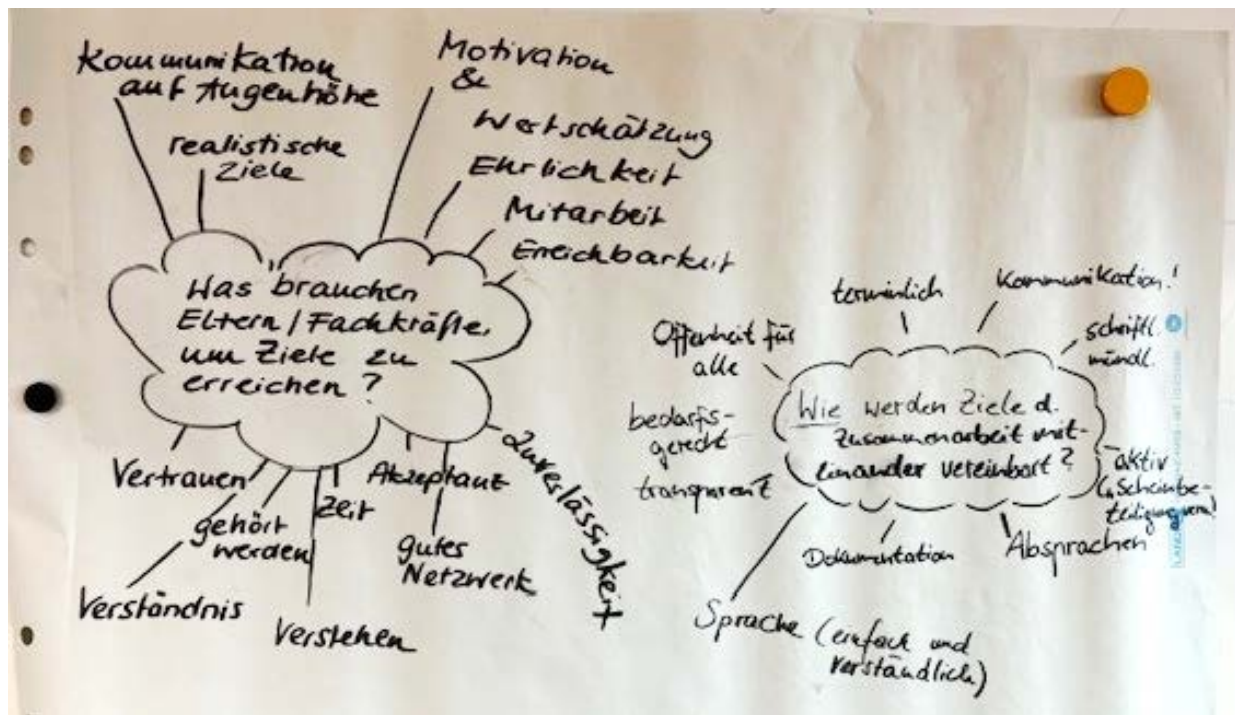 Kommunikation
auf Augenhöhe
realistische
Ziele
Motivation
&
Wertschätzung
Ehrlichkeit
Mitarbeit
Erreichbarkeit
Was brauchen
Eltern/Fachkräfte,
um Ziele zu
erreichen?
Zuverlässigkeit
Akzeptanz
gutes
Netzwerk
Zeit
Verstehen
gehört
werden
Verständnis
Vertrauen
terminlich
Kommunikation!
schriftl.
mündl.
Offenheit für
alle
bedarfs-
gerecht
transparent
Wie werden Ziele d.
Zusammenarbeit mit-
einander vereinbart?
aktiv
Scheinbe-
Absprachen
Dokumentation
Sprache (einfach und
verständlich)